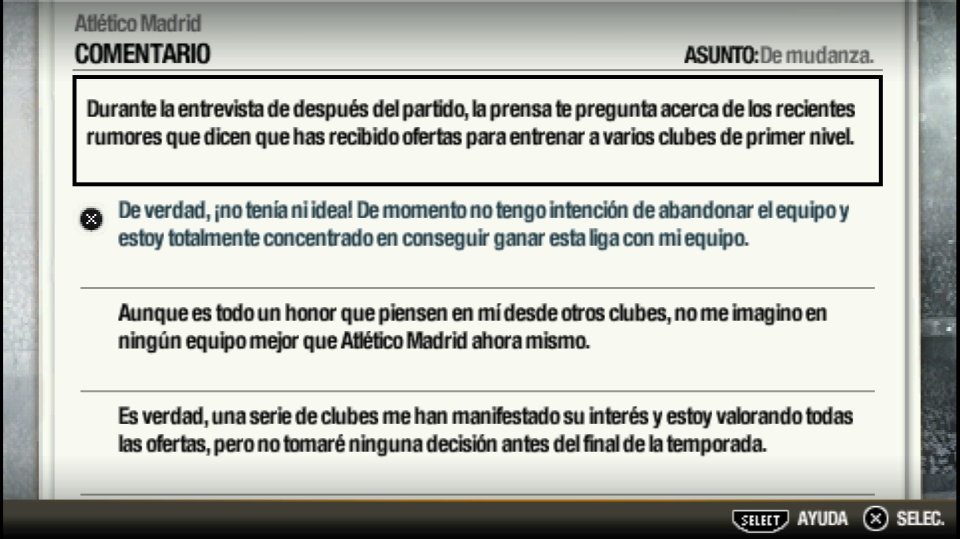 Atlético Madrid
COMENTARIO
ASUNTO: De mudanza.
Durante la entrevista de después del partido, la prensa te pregunta acerca de los recientes
rumores que dicen que has recibido ofertas para entrenar a varios clubes de primer nivel.
De verdad, ¡no tenía ni idea! De momento no tengo intención de abandonar el equipo y
estoy totalmente concentrado en conseguir ganar esta liga con mi equipo.
Aunque es todo un honor que piensen en mí desde otros clubes, no me imagino en
ningún equipo mejor que Atlético Madrid ahora mismo.
Es verdad, una serie de clubes me han manifestado su interés y estoy valorando todas
las ofertas, pero no tomaré ninguna decisión antes del final de la temporada.
SELECT AYUDA SELEC.